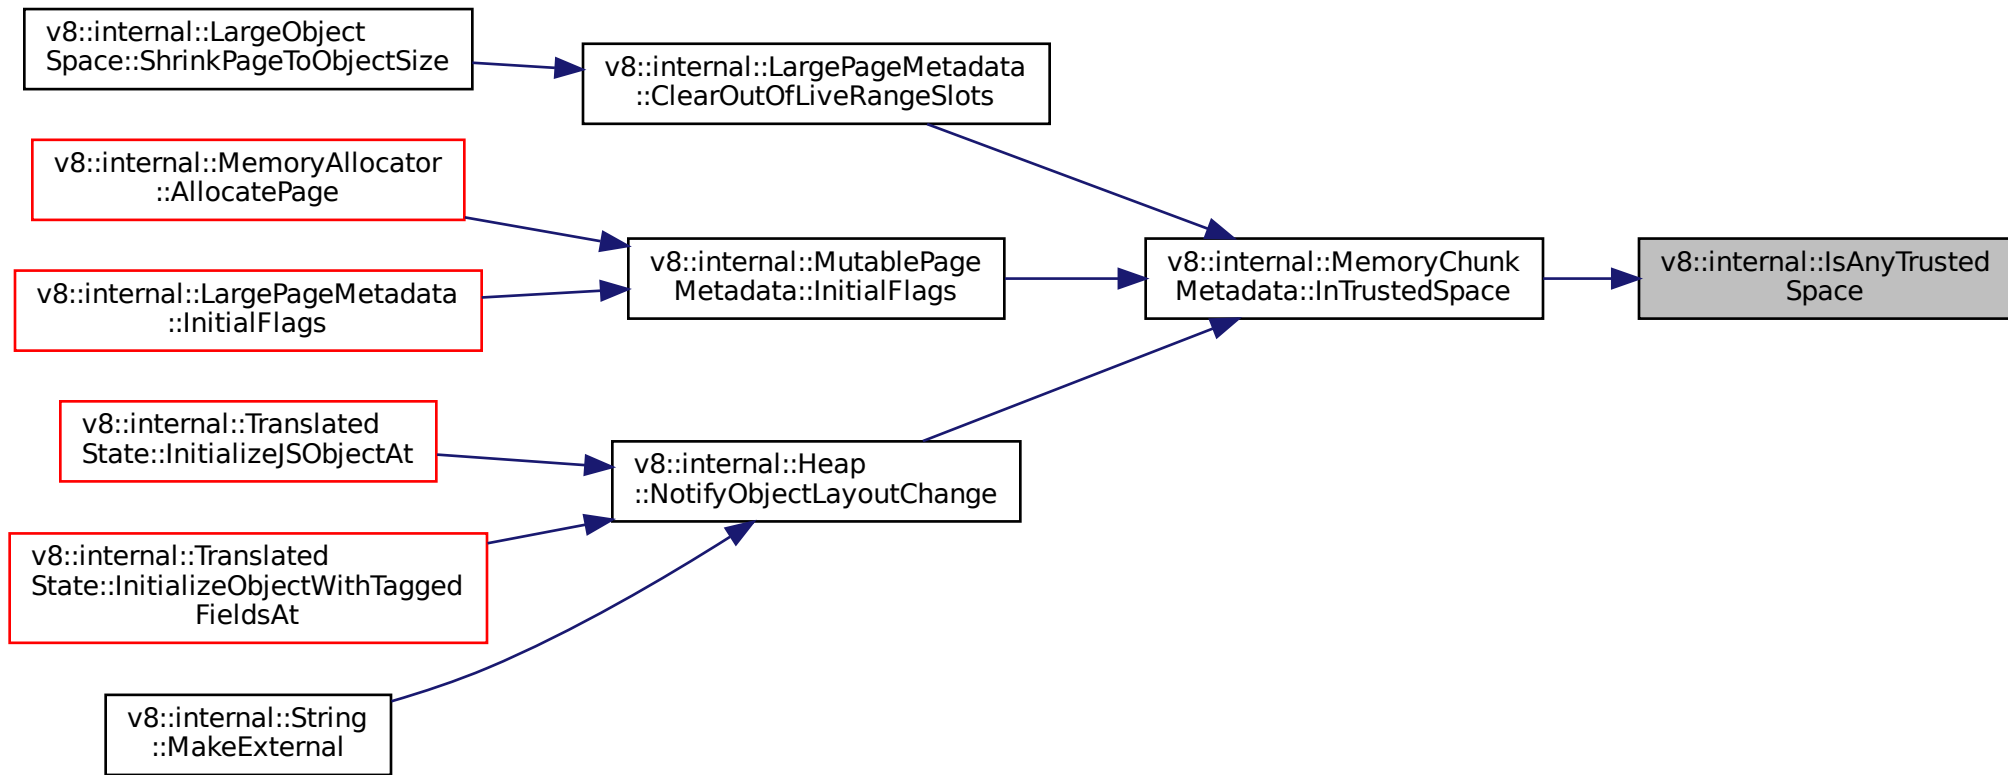 v8::internal::LargeObject
Space::ShrinkPageToObjectSize
v8::internal::LargePageMetadata
::ClearOutOfLiveRangeSlots
v8::internal::MemoryAllocator
::AllocatePage
v8::internal::MutablePage
Metadata::InitialFlags
v8::internal::MemoryChunk
Metadata::InTrustedSpace
v8::internal::IsAnyTrusted
Space
v8::internal::LargePageMetadata
::InitialFlags
v8::internal::Translated
State::InitializeJSObjectAt
v8::internal::Heap
::NotifyObjectLayoutChange
v8::internal::Translated
State::InitializeObjectWithTagged
FieldsAt
v8::internal::String
::MakeExternal